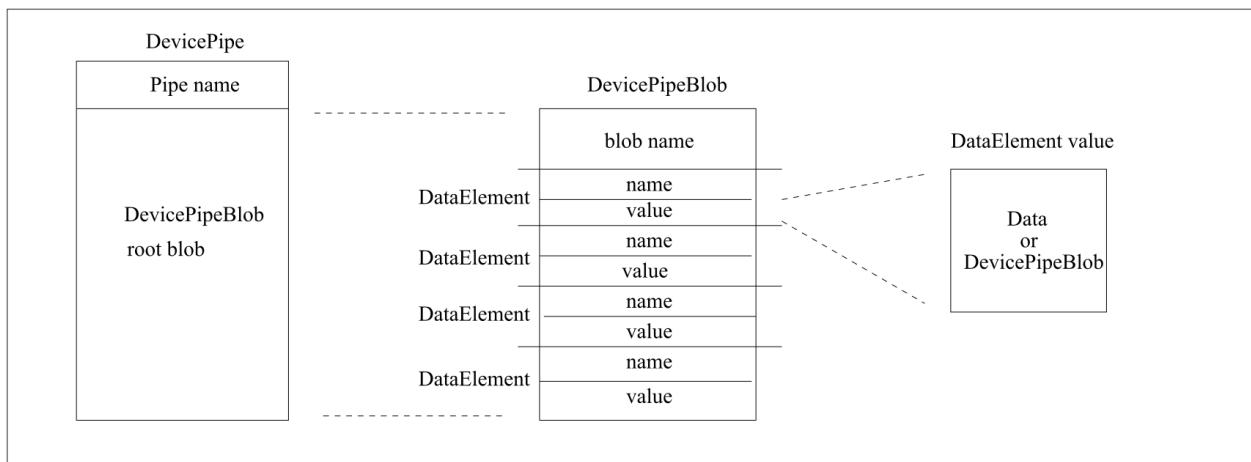 DevicePipe
Pipe name
DevicePipeBlob
root blob
DevicePipeBlob
blob name
DataElement
name
value
DataElement
name
value
DataElement
name
value
DataElement
name
value
DataElement value
Data
or
DevicePipeBlob